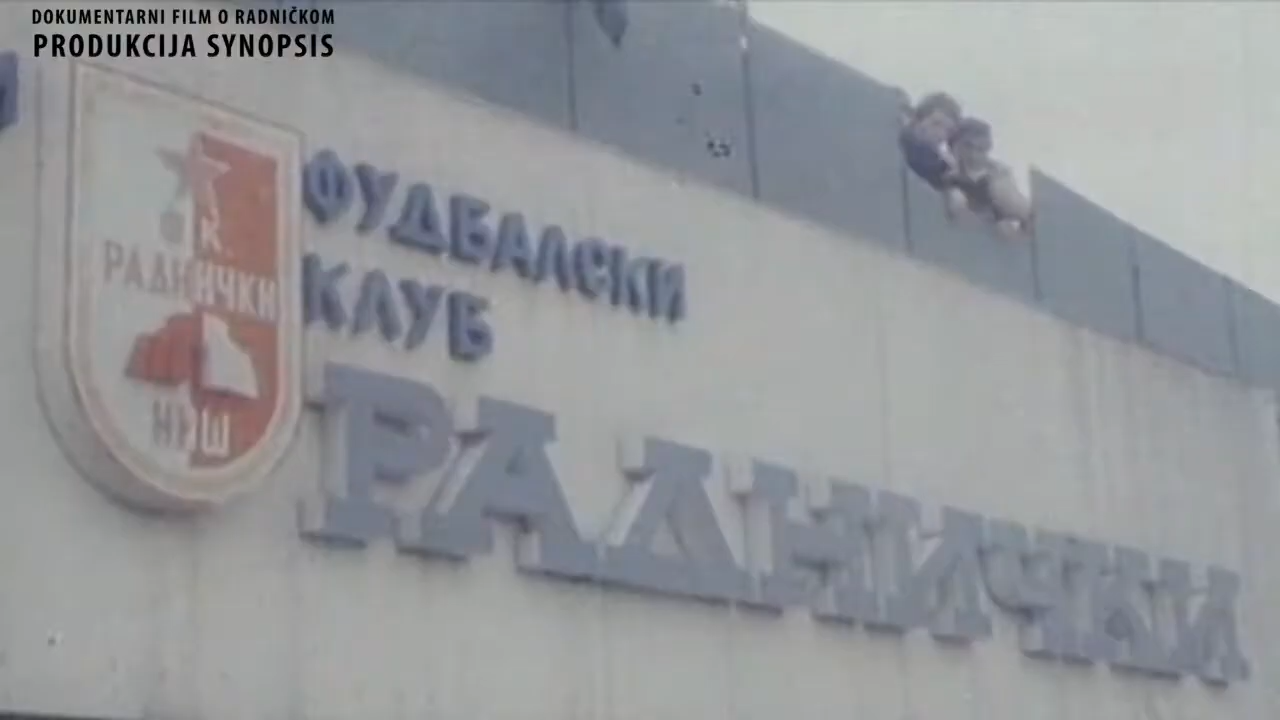 DOKUMENTARNI FILM O RADNIČKOM
PRODUKCIJA SYNOPSIS
К.
РАДНИЧКИ
НИШ
ФУДБАЛСКИ
КЛУБ
РАДНИЧКИ